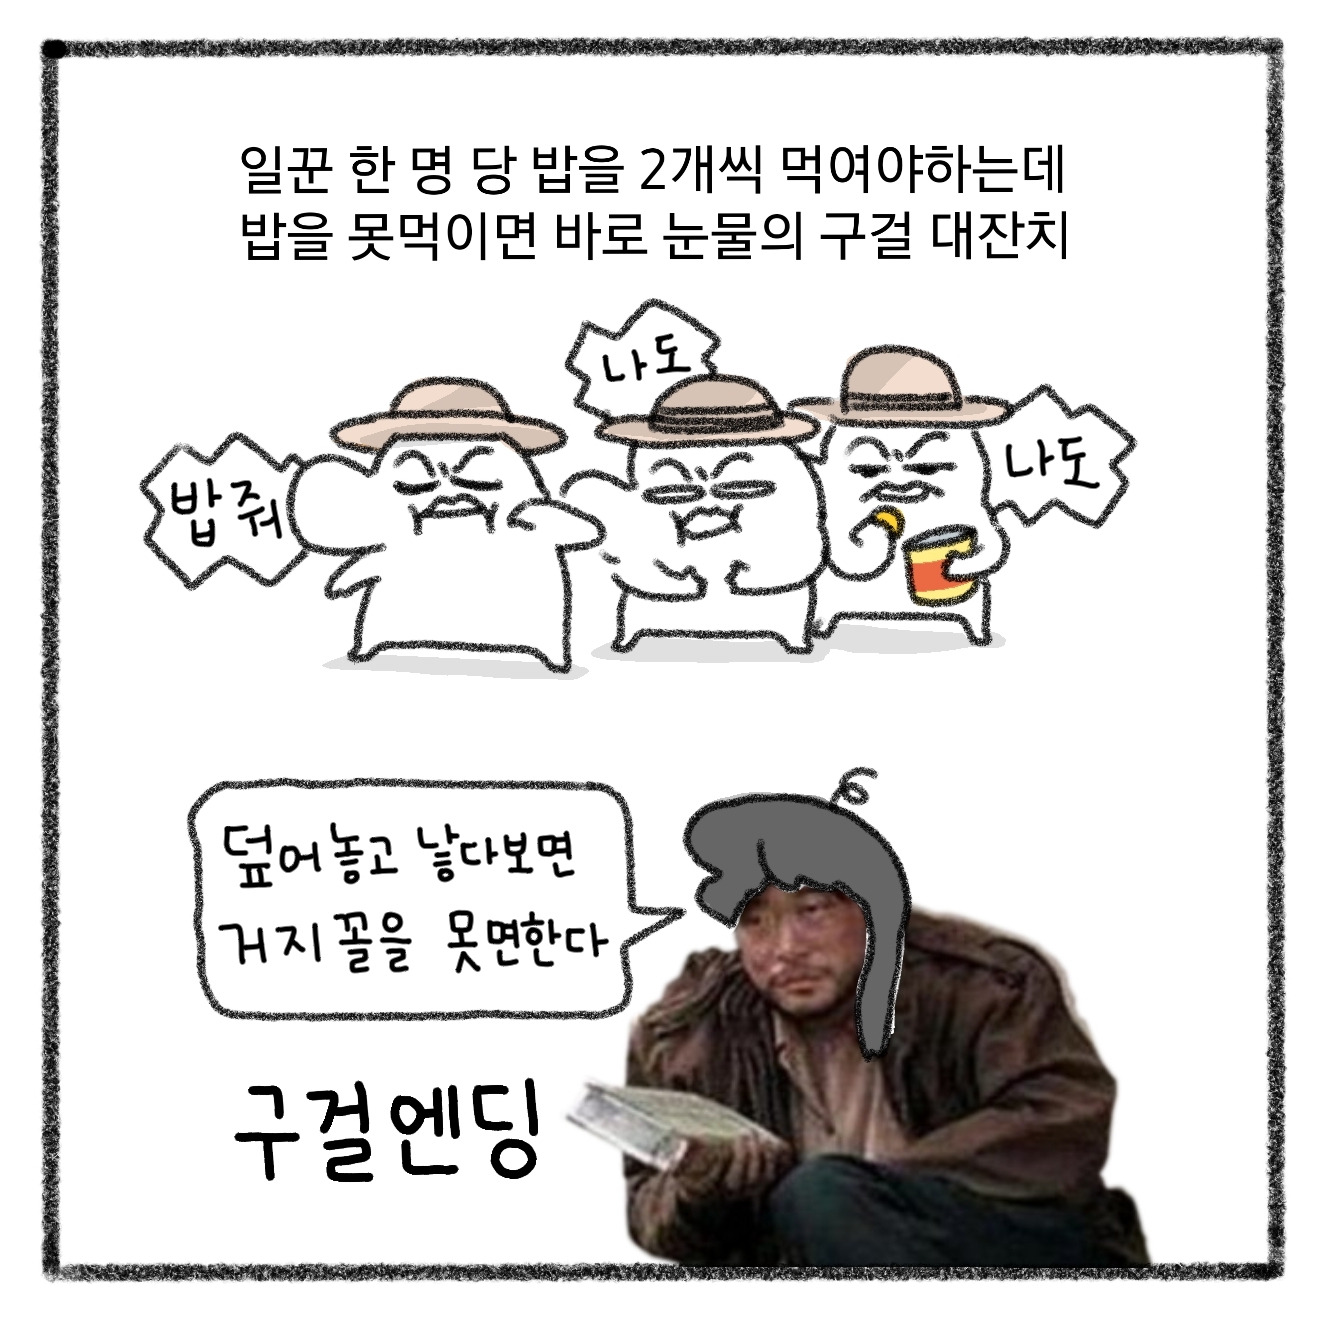 일꾼 한 명 당 밥을 2개씩 먹여야하는데
밥을 못먹이면 바로 눈물의 구걸 대잔치
나도
밥줘
나도
덮어놓고 낳다보면
거지꼴을 못면한다
구걸엔딩